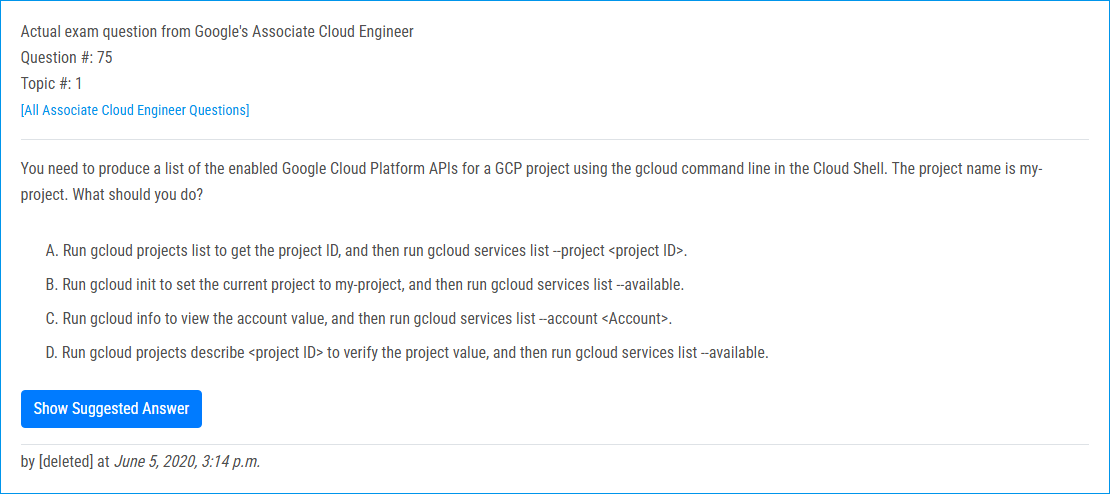 Actual exam question from Google's Associate Cloud Engineer
Question #: 75
Topic #: 1
[All Associate Cloud Engineer Questions]
You need to produce a list of the enabled Google Cloud Platform APIs for a GCP project using the gcloud command line in the Cloud Shell. The project name is my-
project. What should you do?
A. Run gcloud projects list to get the project ID, and then run gcloud services list --project <project ID>.
B. Run gcloud init to set the current project to my-project, and then run gcloud services list --available.
C. Run gcloud info to view the account value, and then run gcloud services list --account <Account>.
D. Run gcloud projects describe <project ID> to verify the project value, and then run gcloud services list --available.
Show Suggested Answer
by [deleted] at June 5, 2020, 3:14 p.m.